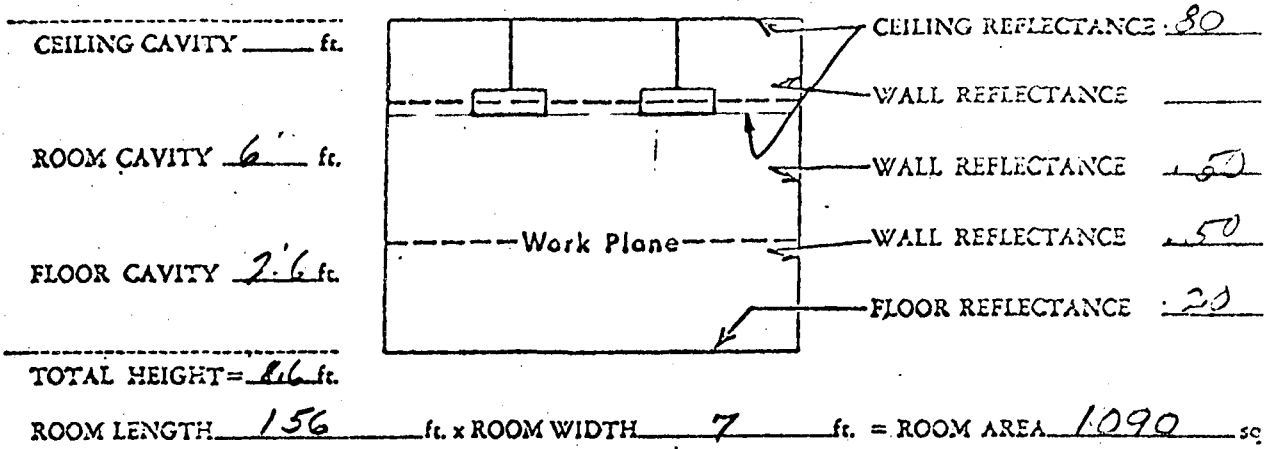 CEILING CAVITY ____ ft.
CEILING REFLECTANCE .80
WALL REFLECTANCE ____
ROOM CAVITY 6' ft.
WALL REFLECTANCE .50
Work Plane
WALL REFLECTANCE .50
FLOOR CAVITY 2'.6 ft.
FLOOR REFLECTANCE .20
TOTAL HEIGHT= 8.6 ft.
ROOM LENGTH 156 ft. x ROOM WIDTH 7 ft. = ROOM AREA 1090 sq